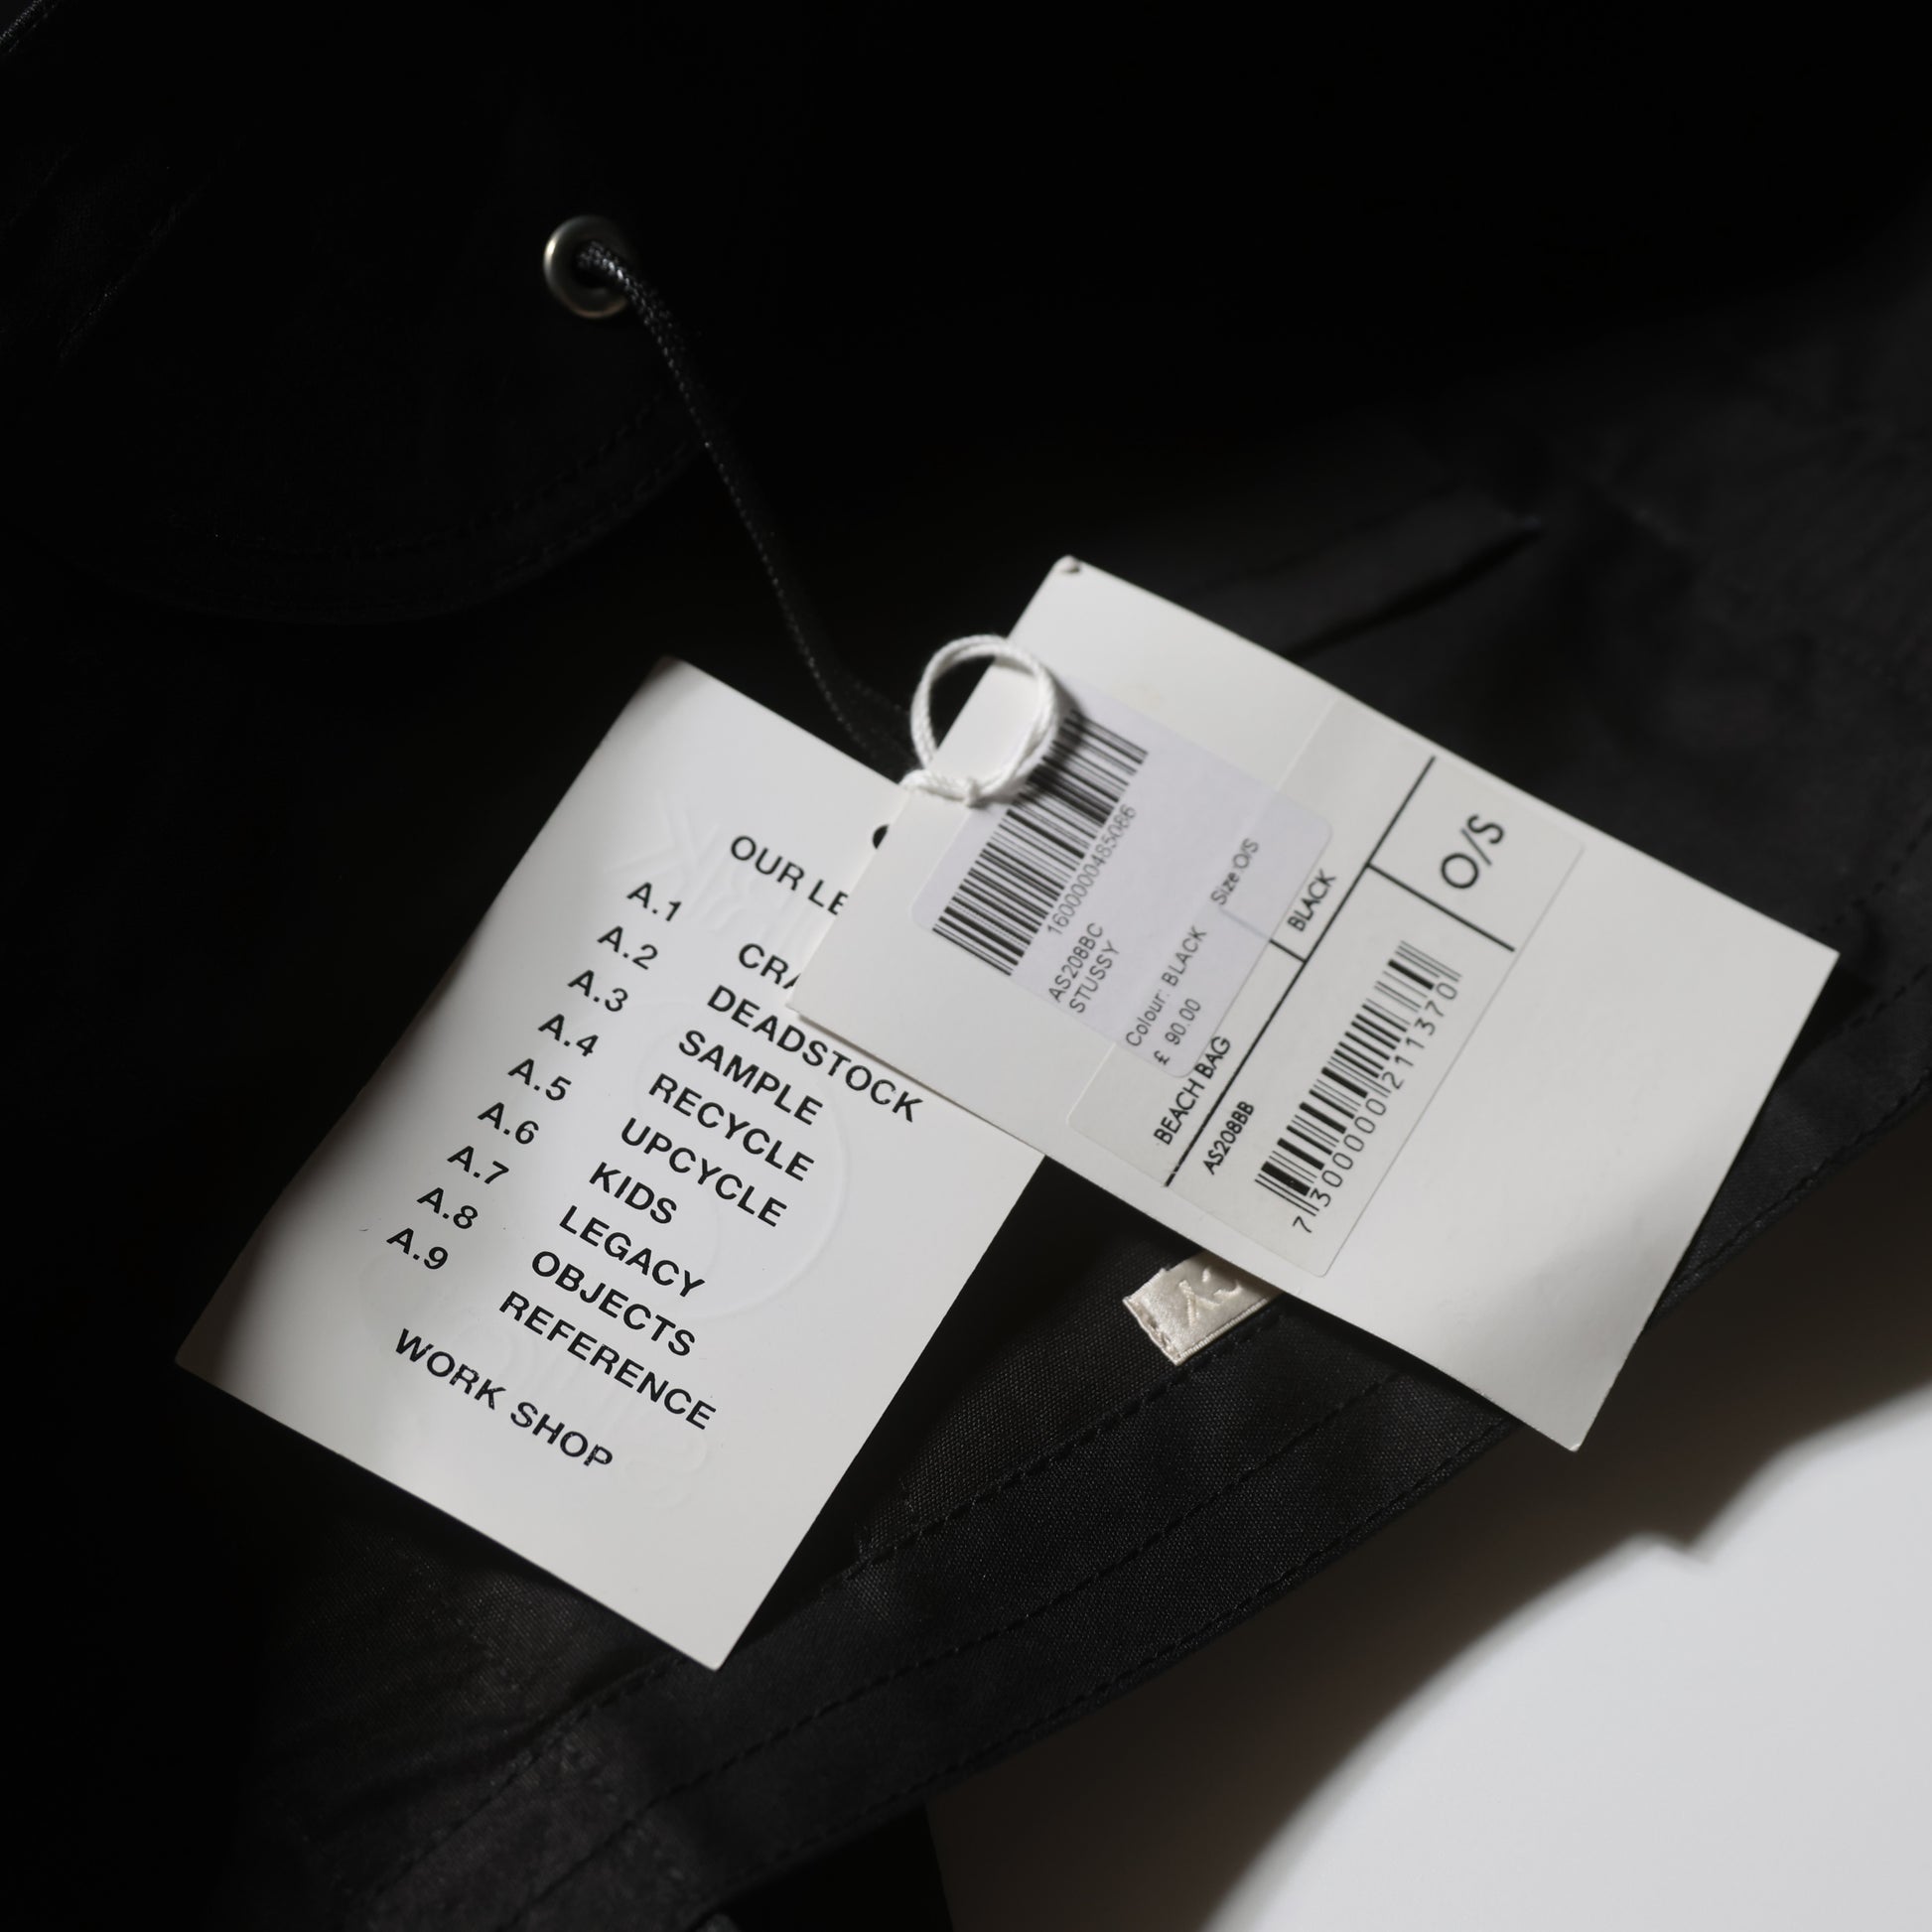 OUR LE
A.1 CRA
A.2 DEADSTOCK
A.3 SAMPLE
A.4 RECYCLE
A.5 UPCYCLE
A.6 KIDS
A.7 LEGACY
A.8 OBJECTS
A.9 REFERENCE
WORK SHOP
1600000485066
AS208BC
STUSSY
Colour: BLACK Size:O/S
£ 90.00
BEACH BAG BLACK
AS208BB O/S
7300000211370